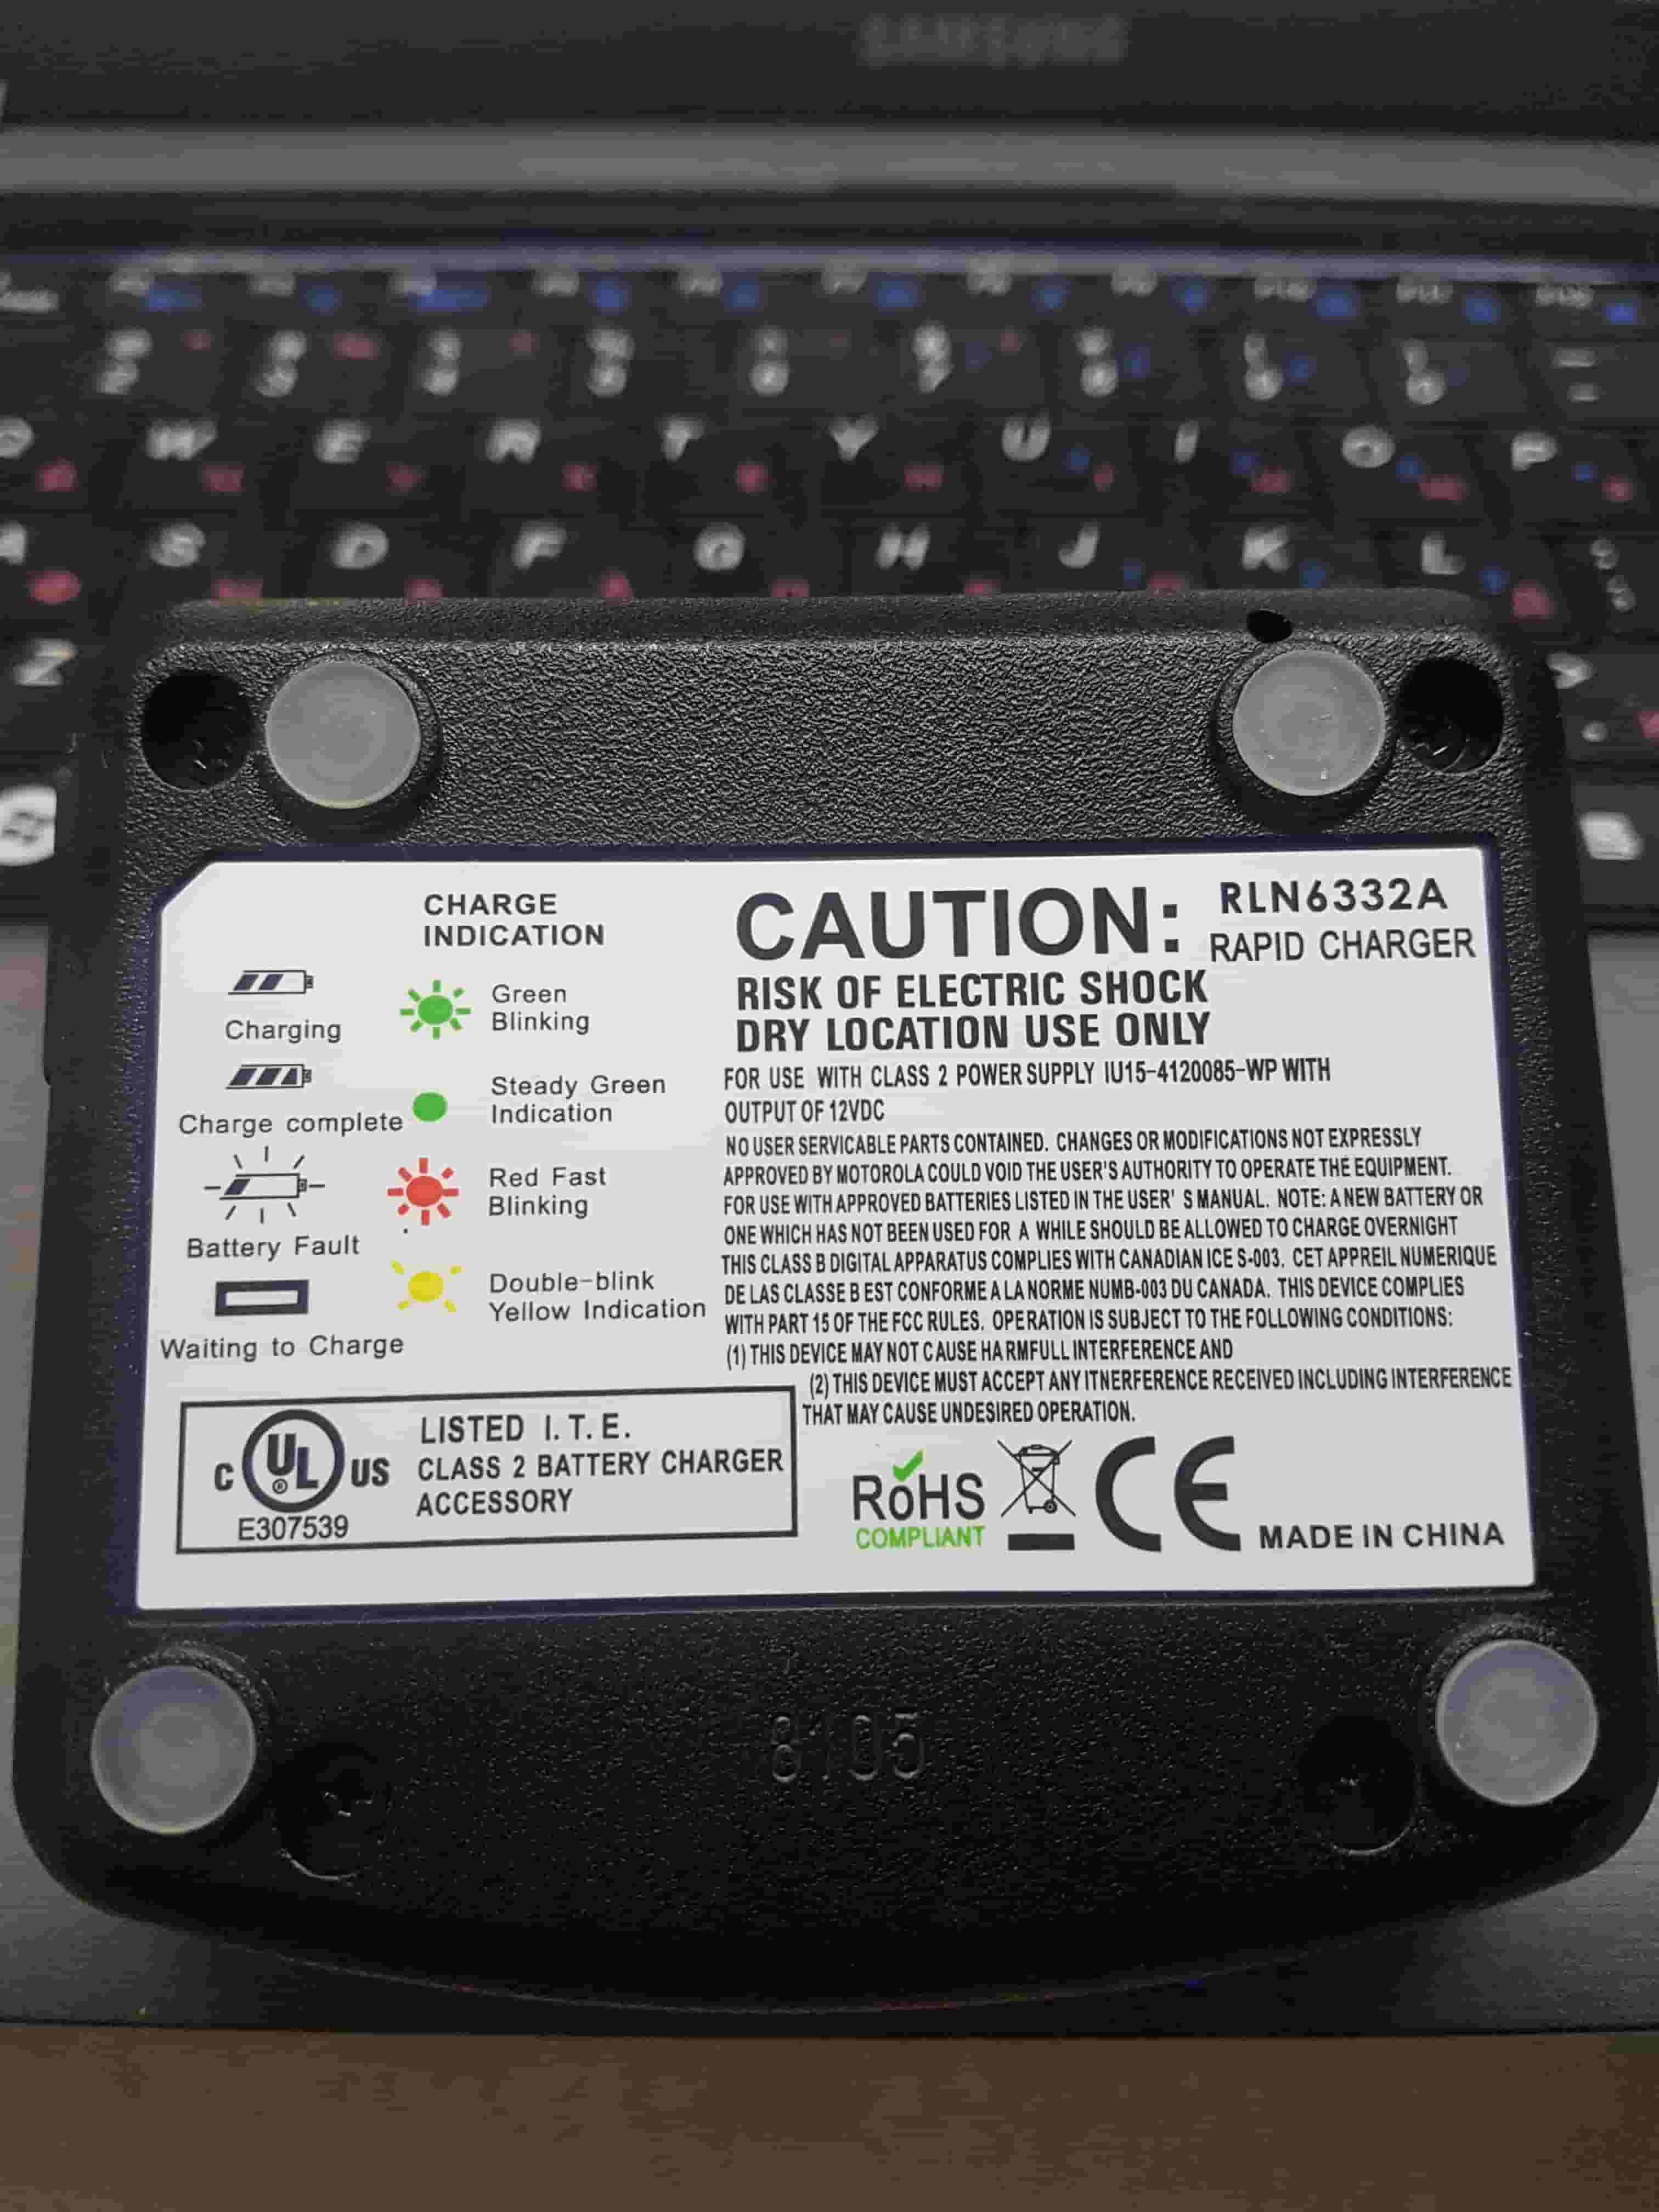 SAMSUNG
W E R T Y U I O P
S D F G H J K L
Z
CHARGE
INDICATION
Charging
Green
Blinking
Charge complete
Steady Green
Indication
Battery Fault
Red Fast
Blinking
Waiting to Charge
Double-blink
Yellow Indication
CAUTION:
RLN6332A
RAPID CHARGER
RISK OF ELECTRIC SHOCK
DRY LOCATION USE ONLY
FOR USE WITH CLASS 2 POWER SUPPLY IU15-4120085-WP WITH
OUTPUT OF 12VDC
NO USER SERVICABLE PARTS CONTAINED. CHANGES OR MODIFICATIONS NOT EXPRESSLY
APPROVED BY MOTOROLA COULD VOID THE USER'S AUTHORITY TO OPERATE THE EQUIPMENT.
FOR USE WITH APPROVED BATTERIES LISTED IN THE USER' S MANUAL. NOTE: A NEW BATTERY OR
ONE WHICH HAS NOT BEEN USED FOR A WHILE SHOULD BE ALLOWED TO CHARGE OVERNIGHT
THIS CLASS B DIGITAL APPARATUS COMPLIES WITH CANADIAN ICE S-003. CET APPREIL NUMERIQUE
DE LAS CLASSE B EST CONFORME A LA NORME NUMB-003 DU CANADA. THIS DEVICE COMPLIES
WITH PART 15 OF THE FCC RULES. OPERATION IS SUBJECT TO THE FOLLOWING CONDITIONS:
(1) THIS DEVICE MAY NOT CAUSE HARMFULL INTERFERENCE AND
(2) THIS DEVICE MUST ACCEPT ANY ITNERFERENCE RECEIVED INCLUDING INTERFERENCE
THAT MAY CAUSE UNDESIRED OPERATION.
C UL ® US
E307539
LISTED I.T.E.
CLASS 2 BATTERY CHARGER
ACCESSORY
RoHS
COMPLIANT
CE
MADE IN CHINA
8105